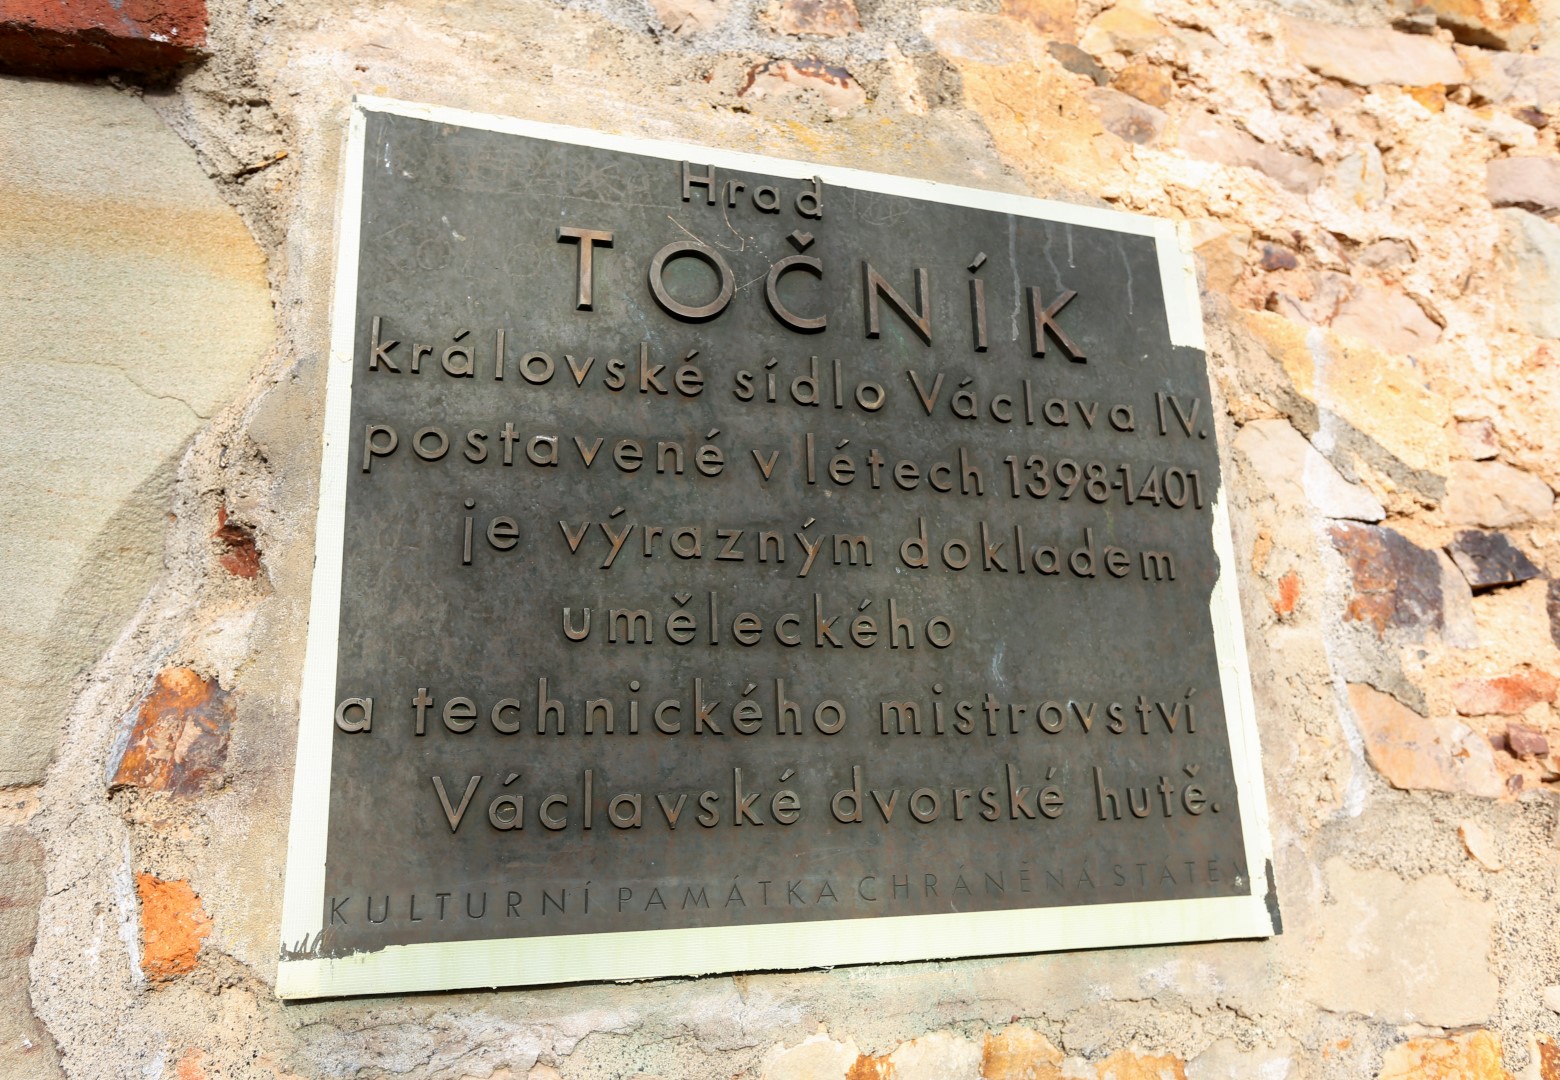 Hrad
TOČNÍK
královské sídlo Václava IV.
postavené v létech 1398-1401
je výrazným dokladem
uměleckého
a technického mistrovství
Václavské dvorské hutě.
KULTURNÍ PAMÁTKA CHRÁNĚNÁ STÁTEM